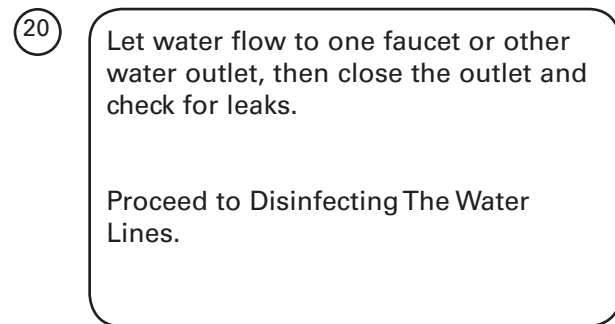 20
Let water flow to one faucet or other
water outlet, then close the outlet and
check for leaks.
Proceed to Disinfecting The Water
Lines.